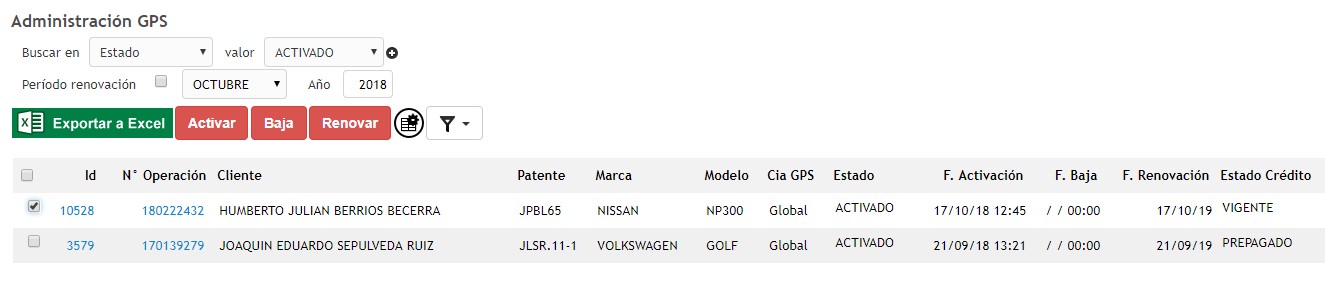 Administración GPS
Buscar en Estado valor ACTIVADO
Período renovación OCTUBRE Año 2018
Exportar a Excel Activar Baja Renovar
Id N° Operación Cliente Patente Marca Modelo Cia GPS Estado F. Activación F. Baja F. Renovación Estado Crédito
10528 180222432 HUMBERTO JULIAN BERRIOS BECERRA JPBL65 NISSAN NP300 Global ACTIVADO 17/10/18 12:45 / / 00:00 17/10/19 VIGENTE
3579 170139279 JOAQUIN EDUARDO SEPULVEDA RUIZ JLSR.11-1 VOLKSWAGEN GOLF Global ACTIVADO 21/09/18 13:21 / / 00:00 21/09/19 PREPAGADO